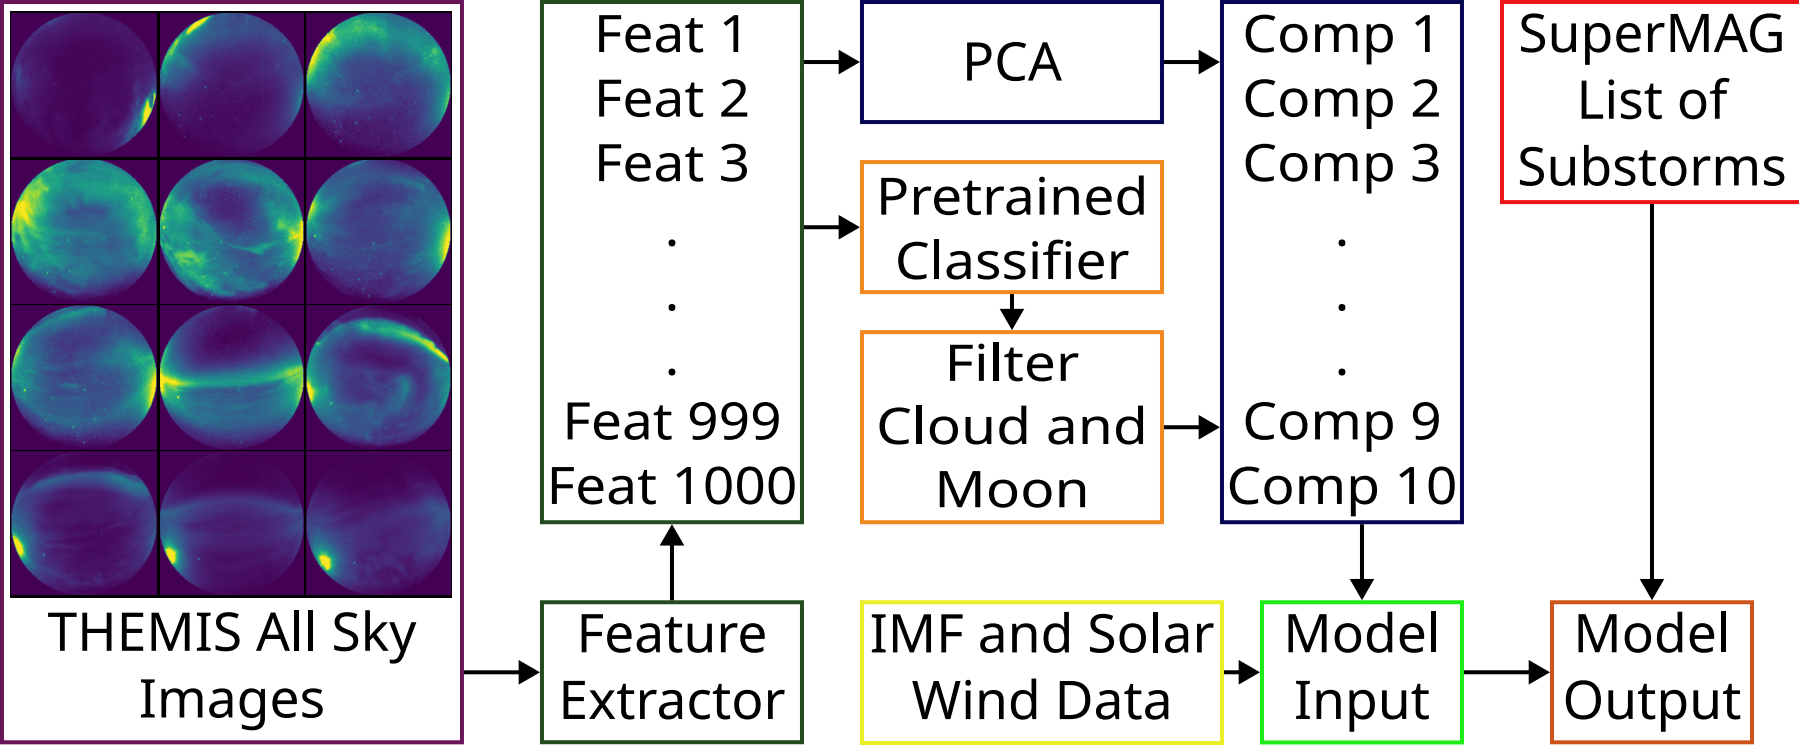 THEMIS All Sky
Images
Feature
Extractor
Feat 1
Feat 2
Feat 3
.
.
.
Feat 999
Feat 1000
PCA
Pretrained
Classifier
Filter
Cloud and
Moon
Comp 1
Comp 2
Comp 3
.
.
.
Comp 9
Comp 10
IMF and Solar
Wind Data
Model
Input
SuperMAG
List of
Substorms
Model
Output